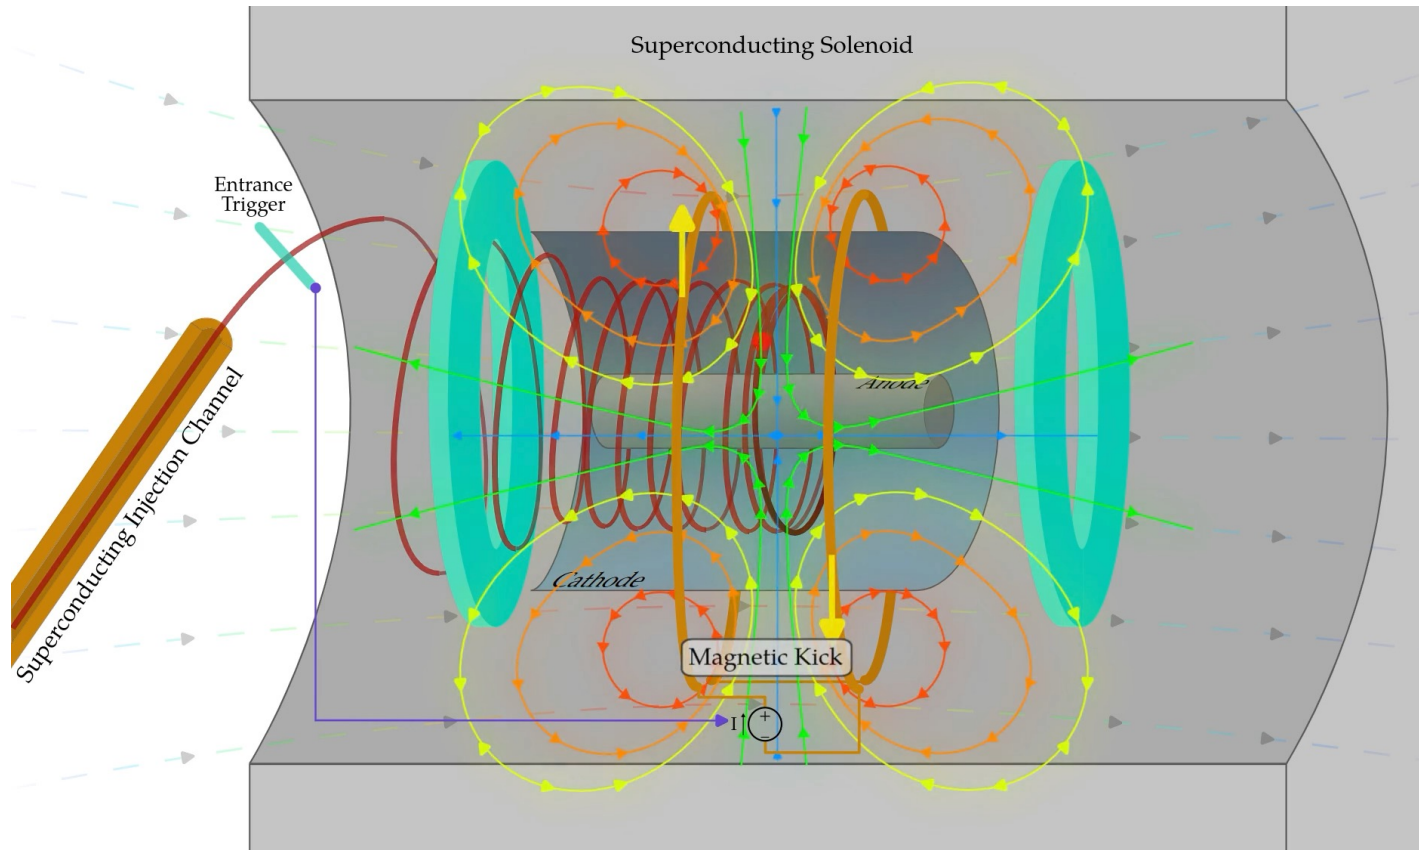 Superconducting Solenoid
Entrance
Trigger
Superconducting Injection Channel
Anode
Cathode
Magnetic Kick
I
+
−